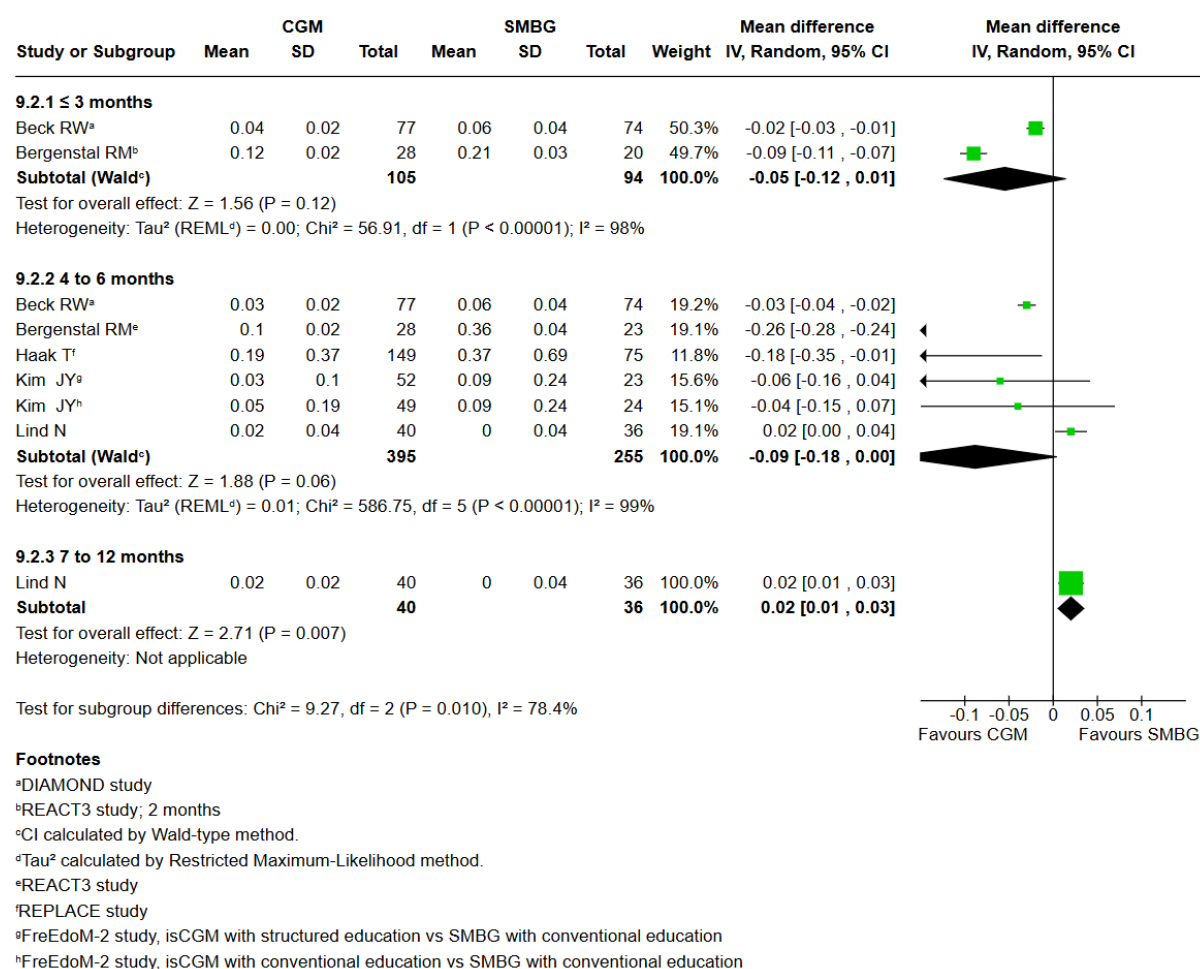 CGM SMBG Mean difference Mean difference
Study or Subgroup Mean SD Total Mean SD Total Weight IV, Random, 95% CI IV, Random, 95% CI
9.2.1 ≤ 3 months
Beck RWᵃ 0.04 0.02 77 0.06 0.04 74 50.3% -0.02 [-0.03 , -0.01]
Bergenstal RMᵇ 0.12 0.02 28 0.21 0.03 20 49.7% -0.09 [-0.11 , -0.07]
Subtotal (Waldᶜ) 105 94 100.0% -0.05 [-0.12 , 0.01]
Test for overall effect: Z = 1.56 (P = 0.12)
Heterogeneity: Tau² (REMLᵈ) = 0.00; Chi² = 56.91, df = 1 (P < 0.00001); I² = 98%
9.2.2 4 to 6 months
Beck RWᵃ 0.03 0.02 77 0.06 0.04 74 19.2% -0.03 [-0.04 , -0.02]
Bergenstal RMᵉ 0.1 0.02 28 0.36 0.04 23 19.1% -0.26 [-0.28 , -0.24]
Haak Tᶠ 0.19 0.37 149 0.37 0.69 75 11.8% -0.18 [-0.35 , -0.01]
Kim JYᵍ 0.03 0.1 52 0.09 0.24 23 15.6% -0.06 [-0.16 , 0.04]
Kim JYʰ 0.05 0.19 49 0.09 0.24 24 15.1% -0.04 [-0.15 , 0.07]
Lind N 0.02 0.04 40 0 0.04 36 19.1% 0.02 [0.00 , 0.04]
Subtotal (Waldᶜ) 395 255 100.0% -0.09 [-0.18 , 0.00]
Test for overall effect: Z = 1.88 (P = 0.06)
Heterogeneity: Tau² (REMLᵈ) = 0.01; Chi² = 586.75, df = 5 (P < 0.00001); I² = 99%
9.2.3 7 to 12 months
Lind N 0.02 0.02 40 0 0.04 36 100.0% 0.02 [0.01 , 0.03]
Subtotal 40 36 100.0% 0.02 [0.01 , 0.03]
Test for overall effect: Z = 2.71 (P = 0.007)
Heterogeneity: Not applicable
Test for subgroup differences: Chi² = 9.27, df = 2 (P = 0.010), I² = 78.4%
-0.1 -0.05 0 0.05 0.1
Favours CGM Favours SMBG
Footnotes
ᵃDIAMOND study
ᵇREACT3 study; 2 months
ᶜCI calculated by Wald-type method.
ᵈTau² calculated by Restricted Maximum-Likelihood method.
ᵉREACT3 study
ᶠREPLACE study
ᵍFreEdoM-2 study, isCGM with structured education vs SMBG with conventional education
ʰFreEdoM-2 study, isCGM with conventional education vs SMBG with conventional education